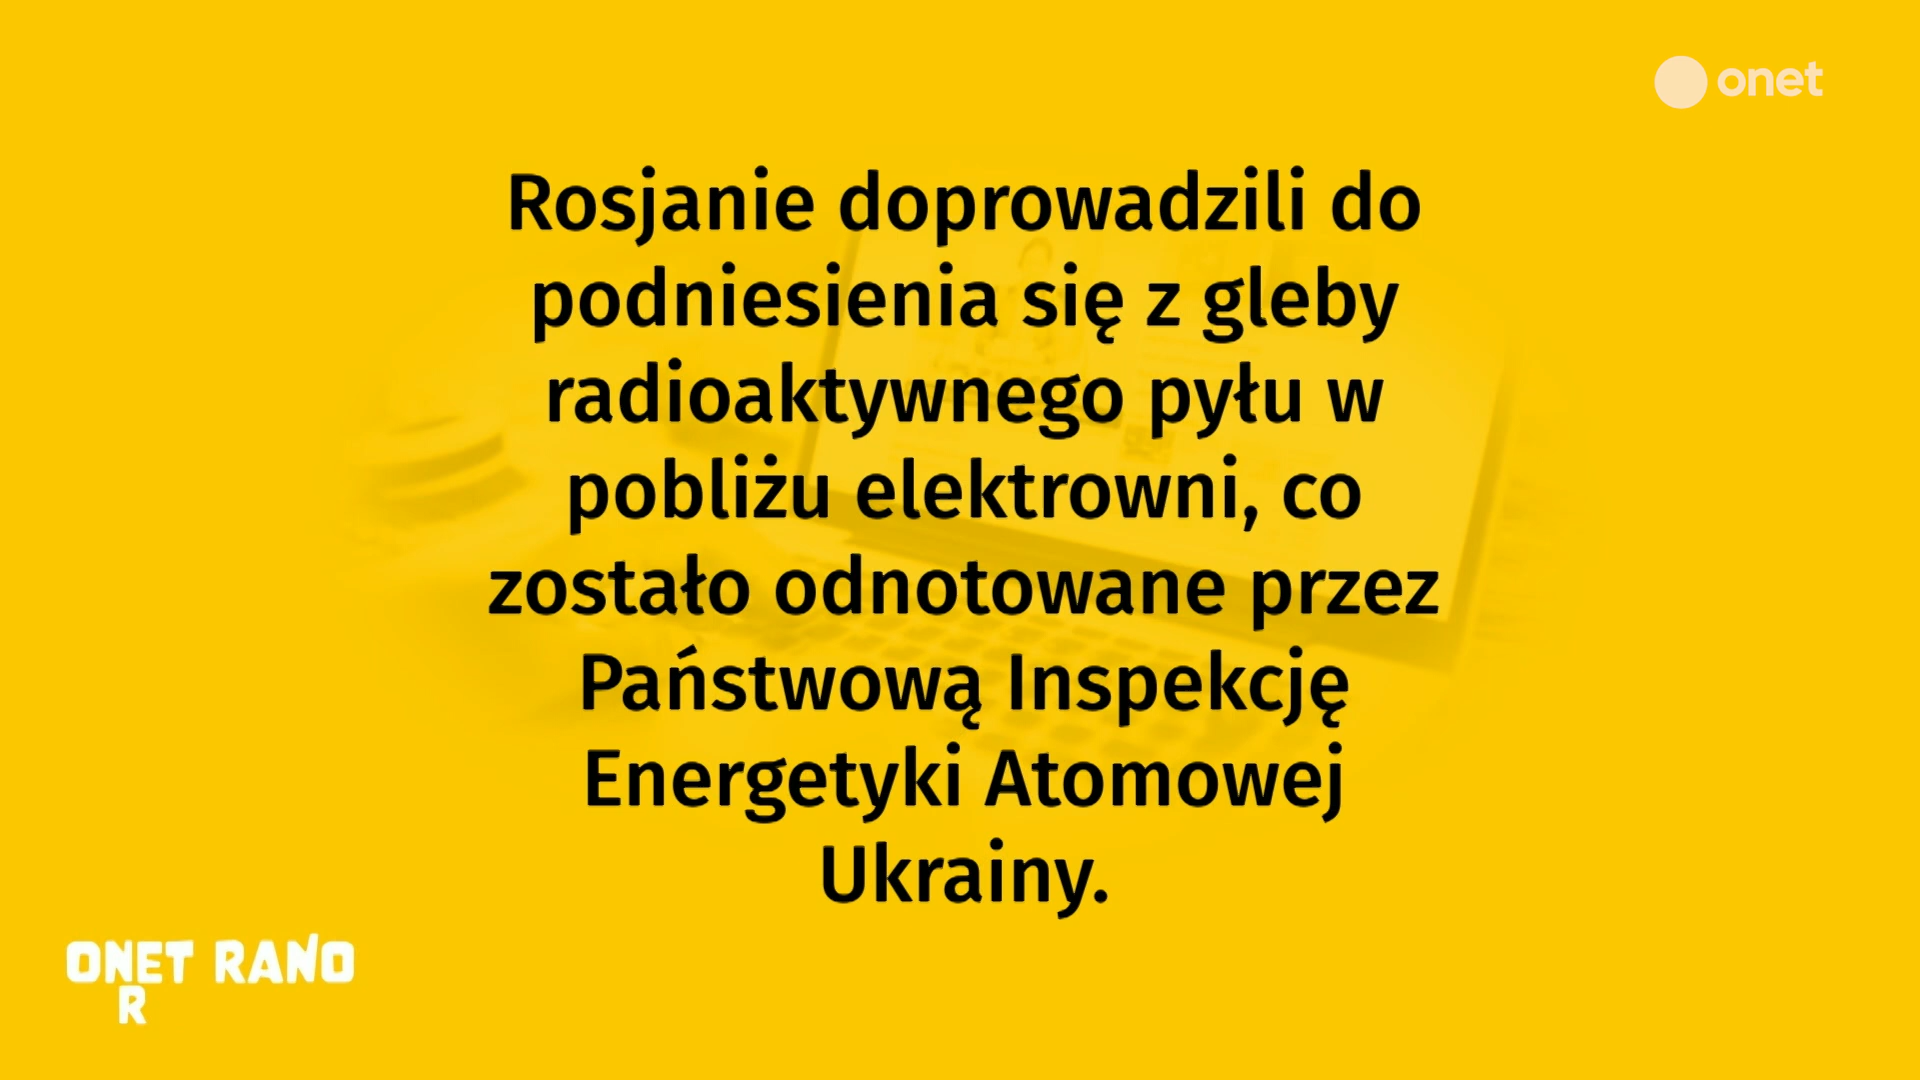 onet
Rosjanie doprowadzili do
podniesienia się z gleby
radioaktywnego pyłu w
pobliżu elektrowni, co
zostało odnotowane przez
Państwową Inspekcję
Energetyki Atomowej
Ukrainy.
ONET RANO
R